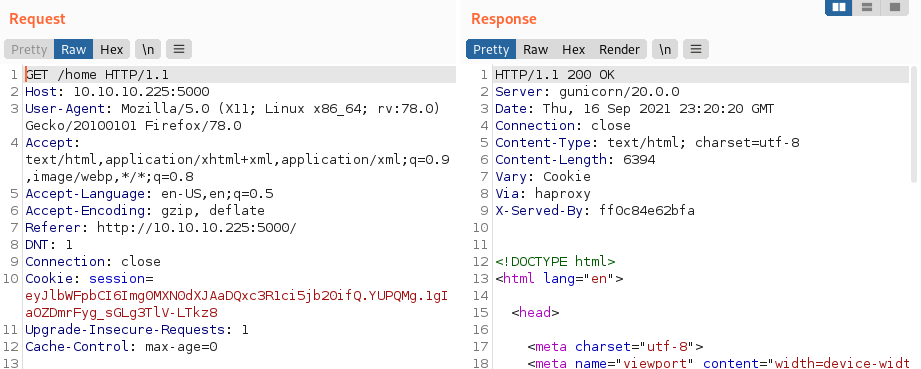 Request
Pretty Raw Hex \n
1 GET /home HTTP/1.1
2 Host: 10.10.10.225:5000
3 User-Agent: Mozilla/5.0 (X11; Linux x86_64; rv:78.0)
Gecko/20100101 Firefox/78.0
4 Accept:
text/html,application/xhtml+xml,application/xml;q=0.9
,image/webp,*/*;q=0.8
5 Accept-Language: en-US,en;q=0.5
6 Accept-Encoding: gzip, deflate
7 Referer: http://10.10.10.225:5000/
8 DNT: 1
9 Connection: close
10 Cookie: session=
eyJlbWFpbCI6Img0MXN0dXJAaDQxc3R1ci5jb20ifQ.YUPQMg.1gI
aOZDmrFyg_sGLg3TlV-LTkz8
11 Upgrade-Insecure-Requests: 1
12 Cache-Control: max-age=0
13
Response
Pretty Raw Hex Render \n
1 HTTP/1.1 200 OK
2 Server: gunicorn/20.0.0
3 Date: Thu, 16 Sep 2021 23:20:20 GMT
4 Connection: close
5 Content-Type: text/html; charset=utf-8
6 Content-Length: 6394
7 Vary: Cookie
8 Via: haproxy
9 X-Served-By: ff0c84e62bfa
10
11
12 <!DOCTYPE html>
13 <html lang="en">
14
15 <head>
16
17 <meta charset="utf-8">
18 <meta name="viewport" content="width=device-widt